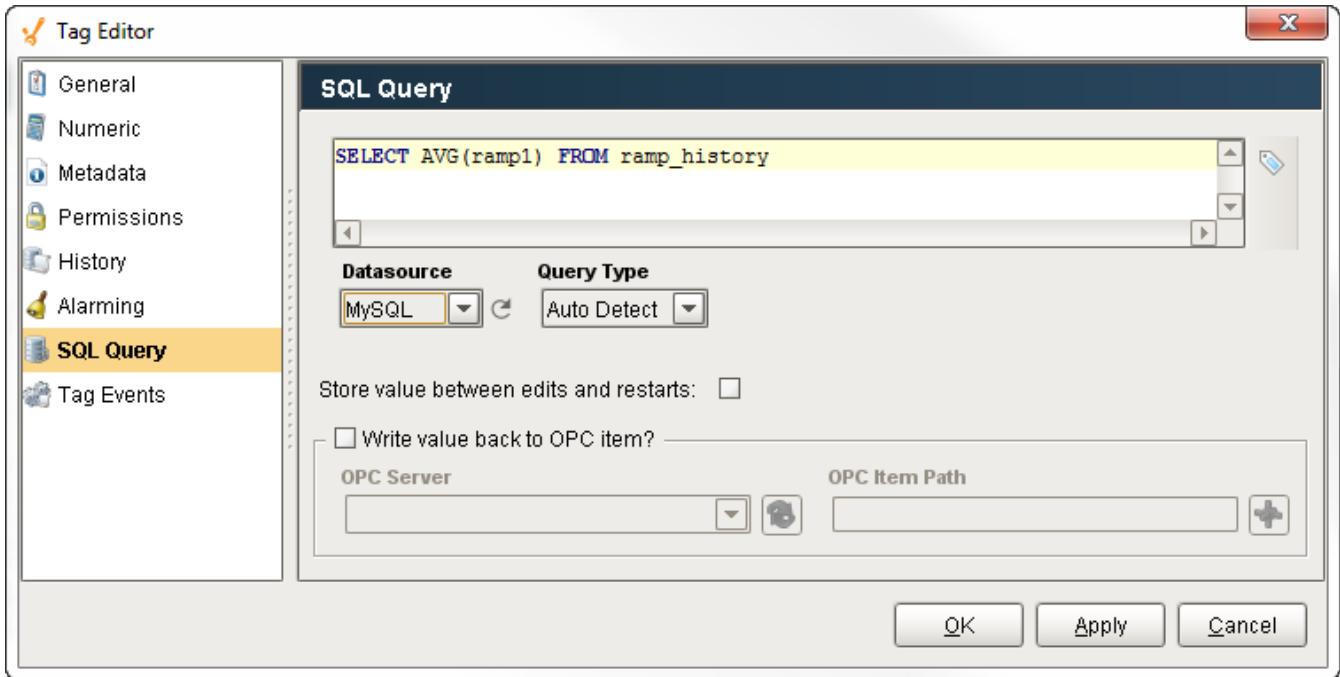 Tag Editor
General
Numeric
Metadata
Permissions
History
Alarming
SQL Query
Tag Events
SQL Query
SELECT AVG(ramp1) FROM ramp_history
Datasource Query Type
MySQL Auto Detect
Store value between edits and restarts:
Write value back to OPC item?
OPC Server OPC Item Path
OK Apply Cancel